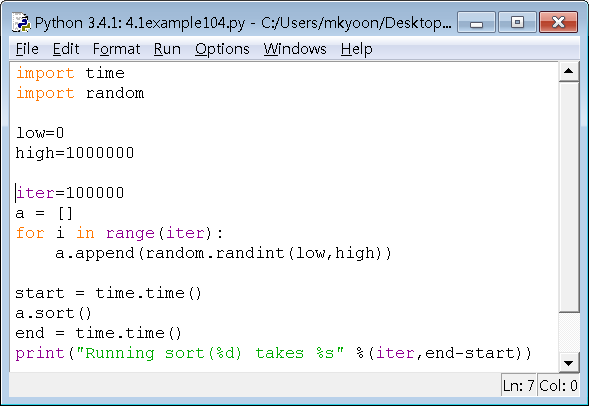 Python 3.4.1: 4.1example104.py - C:/Users/mkyoon/Desktop...
File Edit Format Run Options Windows Help
import time
import random
low=0
high=1000000
iter=100000
a = []
for i in range(iter):
    a.append(random.randint(low,high))
start = time.time()
a.sort()
end = time.time()
print("Running sort(%d) takes %s" %(iter,end-start))
Ln: 7 Col: 0